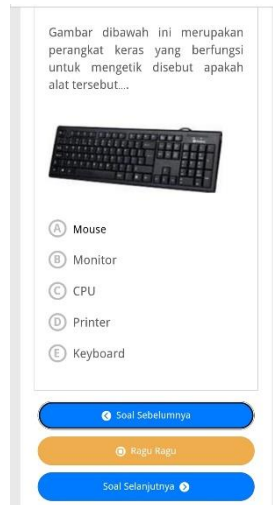 Gambar dibawah ini merupakan
perangkat keras yang berfungsi
untuk mengetik disebut apakah
alat tersebut....
A Mouse
B Monitor
C CPU
D Printer
E Keyboard
Soal Sebelumnya
Ragu Ragu
Soal Selanjutnya